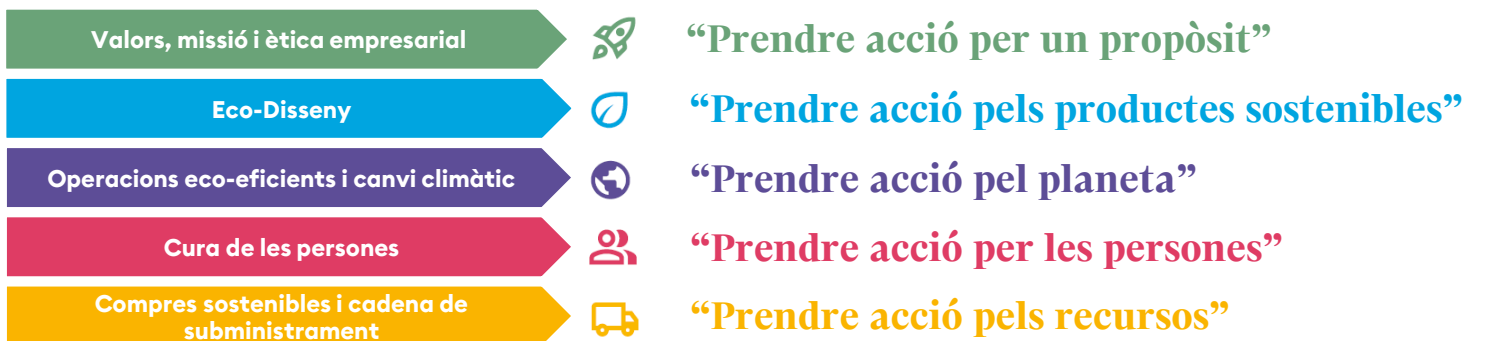 Valors, missió i ètica empresarial
“Prendre acció per un propòsit”
Eco-Disseny
“Prendre acció pels productes sostenibles”
Operacions eco-eficients i canvi climàtic
“Prendre acció pel planeta”
Cura de les persones
“Prendre acció per les persones”
Compres sostenibles i cadena de
subministrament
“Prendre acció pels recursos”